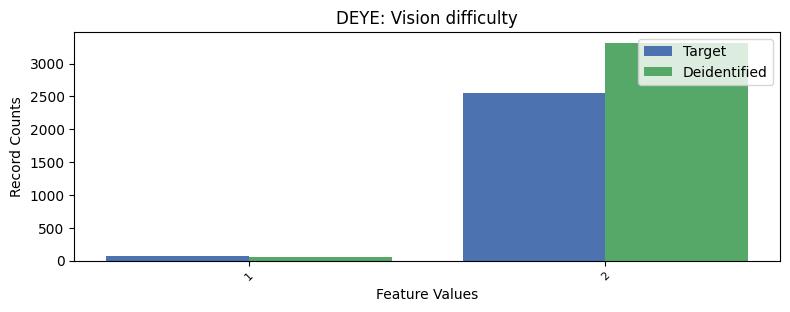 DEYE: Vision difficulty
Target
Deidentified
Record Counts
3000
2500
2000
1500
1000
500
0
1
2
Feature Values